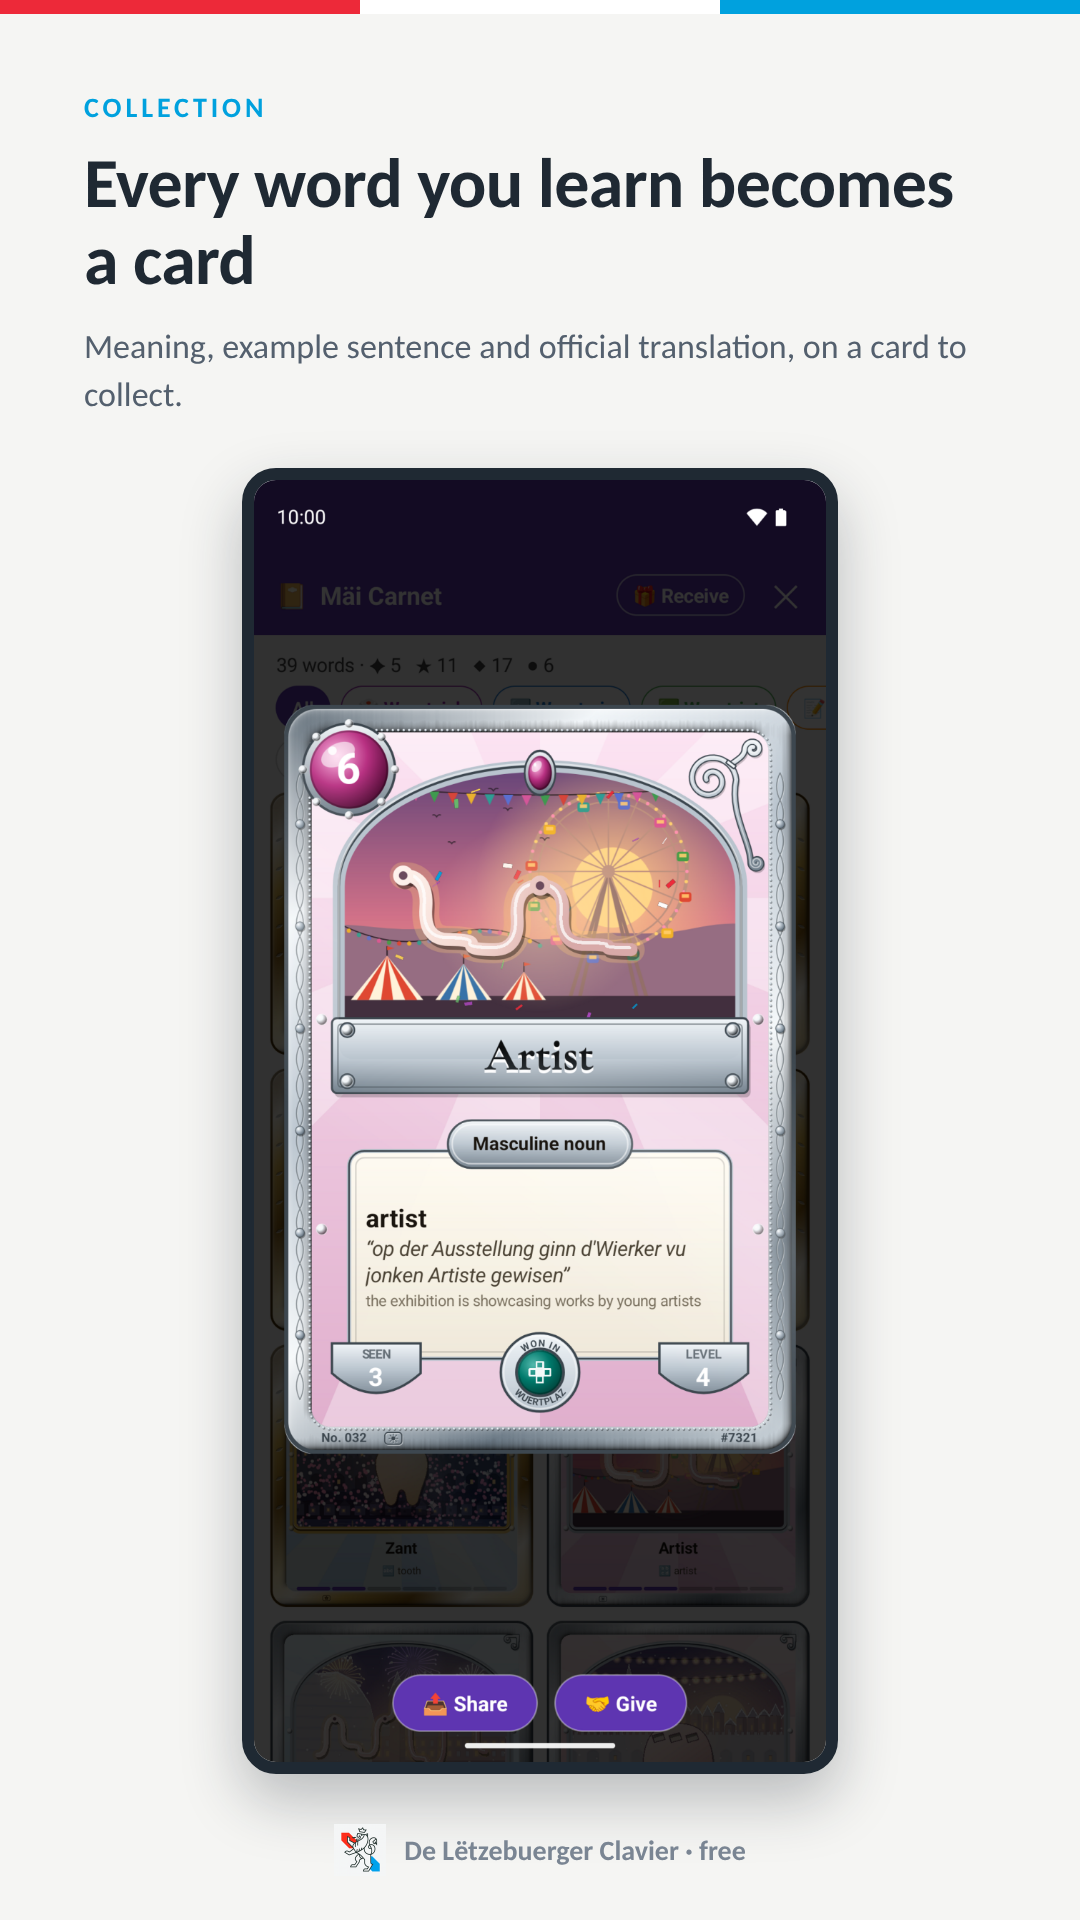 COLLECTION
Every word you learn becomes
a card
Meaning, example sentence and official translation, on a card to
collect.
10:00
Mäi Carnet
Receive
39 words · ✦ 5 ★ 11 ◆ 17 ● 6
All
6
Artist
Masculine noun
artist
“op der Ausstellung ginn d'Wierker vu
jonken Artiste gewisen”
the exhibition is showcasing works by young artists
SEEN
3
WON IN
WUERTPLAZ
LEVEL
4
No. 032
#7321
Zant
tooth
Artist
artist
Share
Give
De Lëtzebuerger Clavier · free